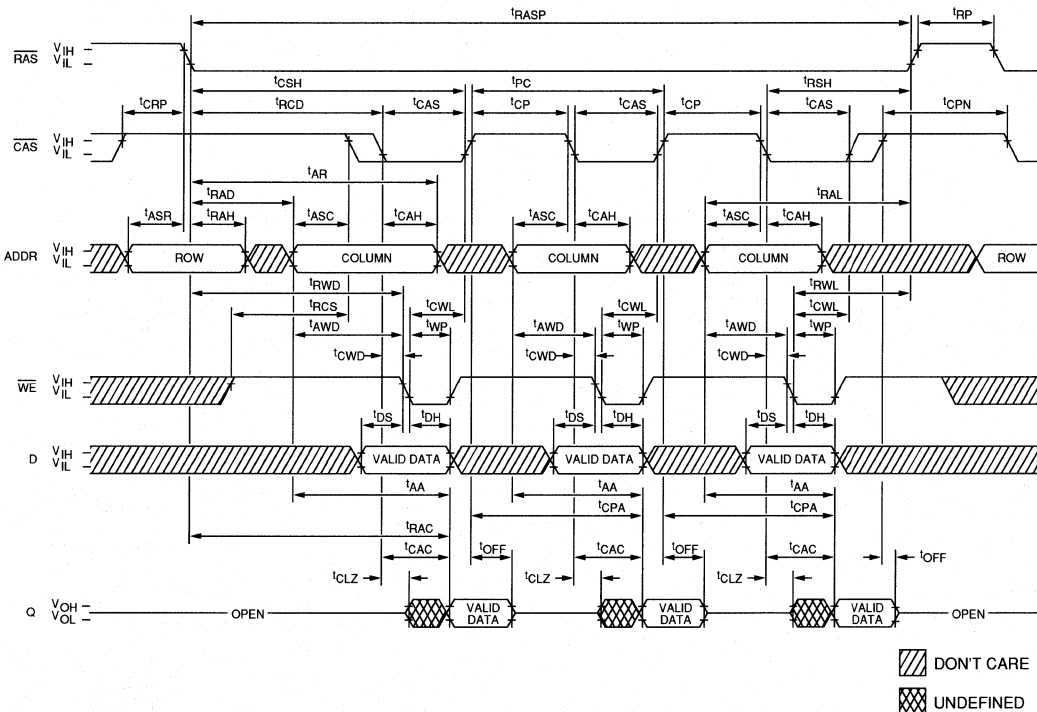 tRASP tRP
RAS VIH VIL
tCSH tPC tRSH
tCRP tRCD tCAS tCP tCAS tCP tCAS tCPN
CAS VIH VIL
tAR
tRAD tRAL
tASR tRAH tASC tCAH tASC tCAH tASC tCAH
ADDR VIH VIL ROW COLUMN COLUMN COLUMN ROW
tRWD tRWL
tRCS tCWL tCWL tCWL
tAWD tWP tAWD tWP tAWD tWP
tCWD tCWD tCWD
WE VIH VIL
tDS tDH tDS tDH tDS tDH
D VIH VIL VALID DATA VALID DATA VALID DATA
tAA tAA tAA
tCPA tCPA
tRAC
tCAC tOFF tCAC tOFF tCAC tOFF
tCLZ tCLZ tCLZ
Q VOH VOL OPEN VALID DATA VALID DATA VALID DATA OPEN
DON'T CARE
UNDEFINED